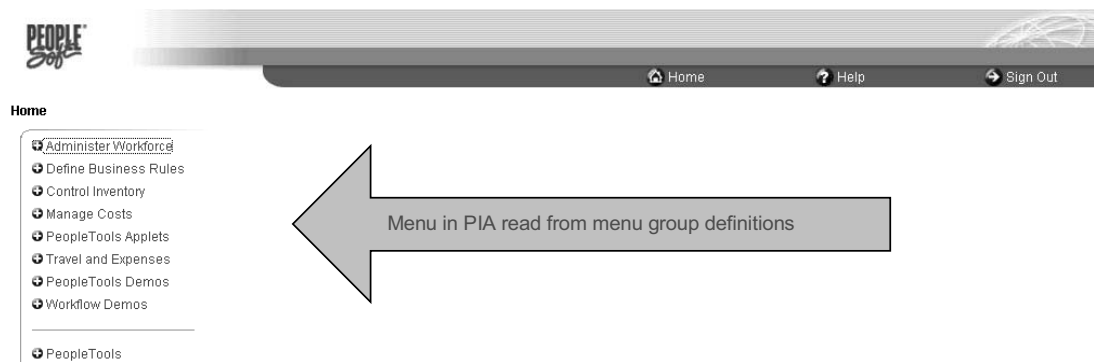 PEOPLE
Soft
Home Help Sign Out
Home
Administer Workforce
Define Business Rules
Control Inventory
Manage Costs
PeopleTools Applets
Travel and Expenses
PeopleTools Demos
Workflow Demos
PeopleTools
Menu in PIA read from menu group definitions